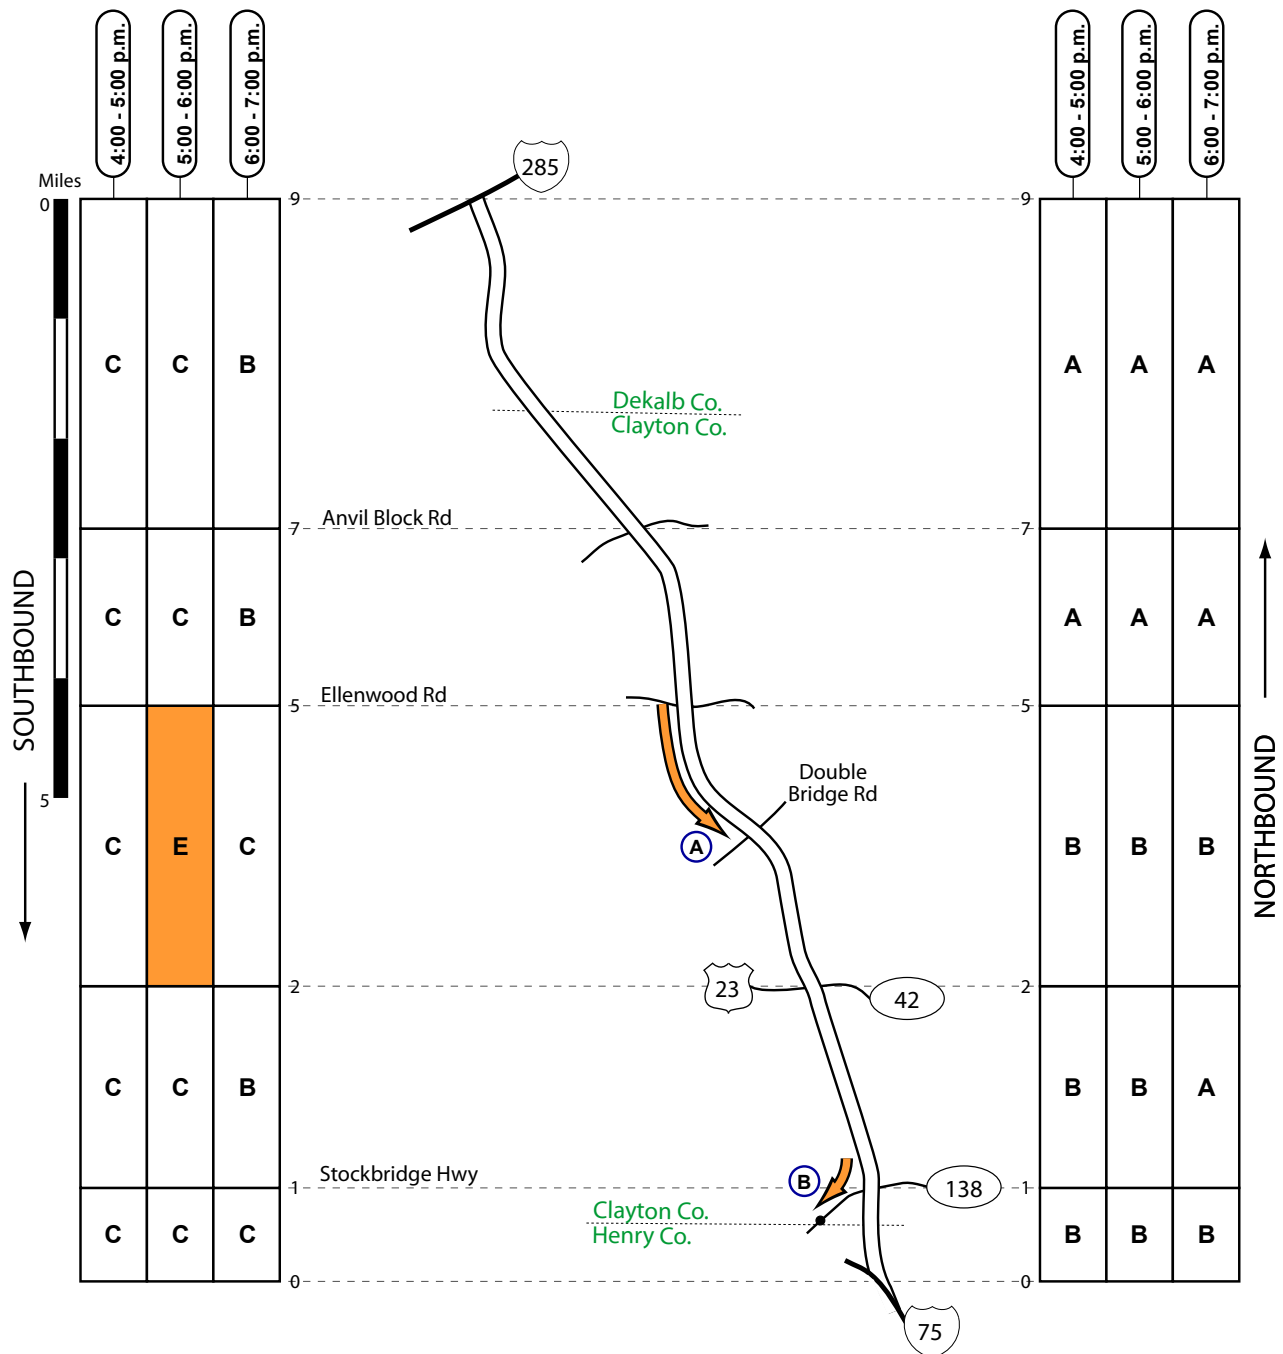 4:00 - 5:00 p.m.
5:00 - 6:00 p.m.
6:00 - 7:00 p.m.
4:00 - 5:00 p.m.
5:00 - 6:00 p.m.
6:00 - 7:00 p.m.
285
Miles
0
9
9
C C B
A A A
Dekalb Co.
Clayton Co.
Anvil Block Rd
7
7
SOUTHBOUND
C C B
A A A
Ellenwood Rd
5
5
NORTHBOUND
Double
Bridge Rd
5
A
C E C
B B B
2
23
42
2
C C B
B B A
Stockbridge Hwy
1
B
138
1
Clayton Co.
Henry Co.
C C C
B B B
0
0
75